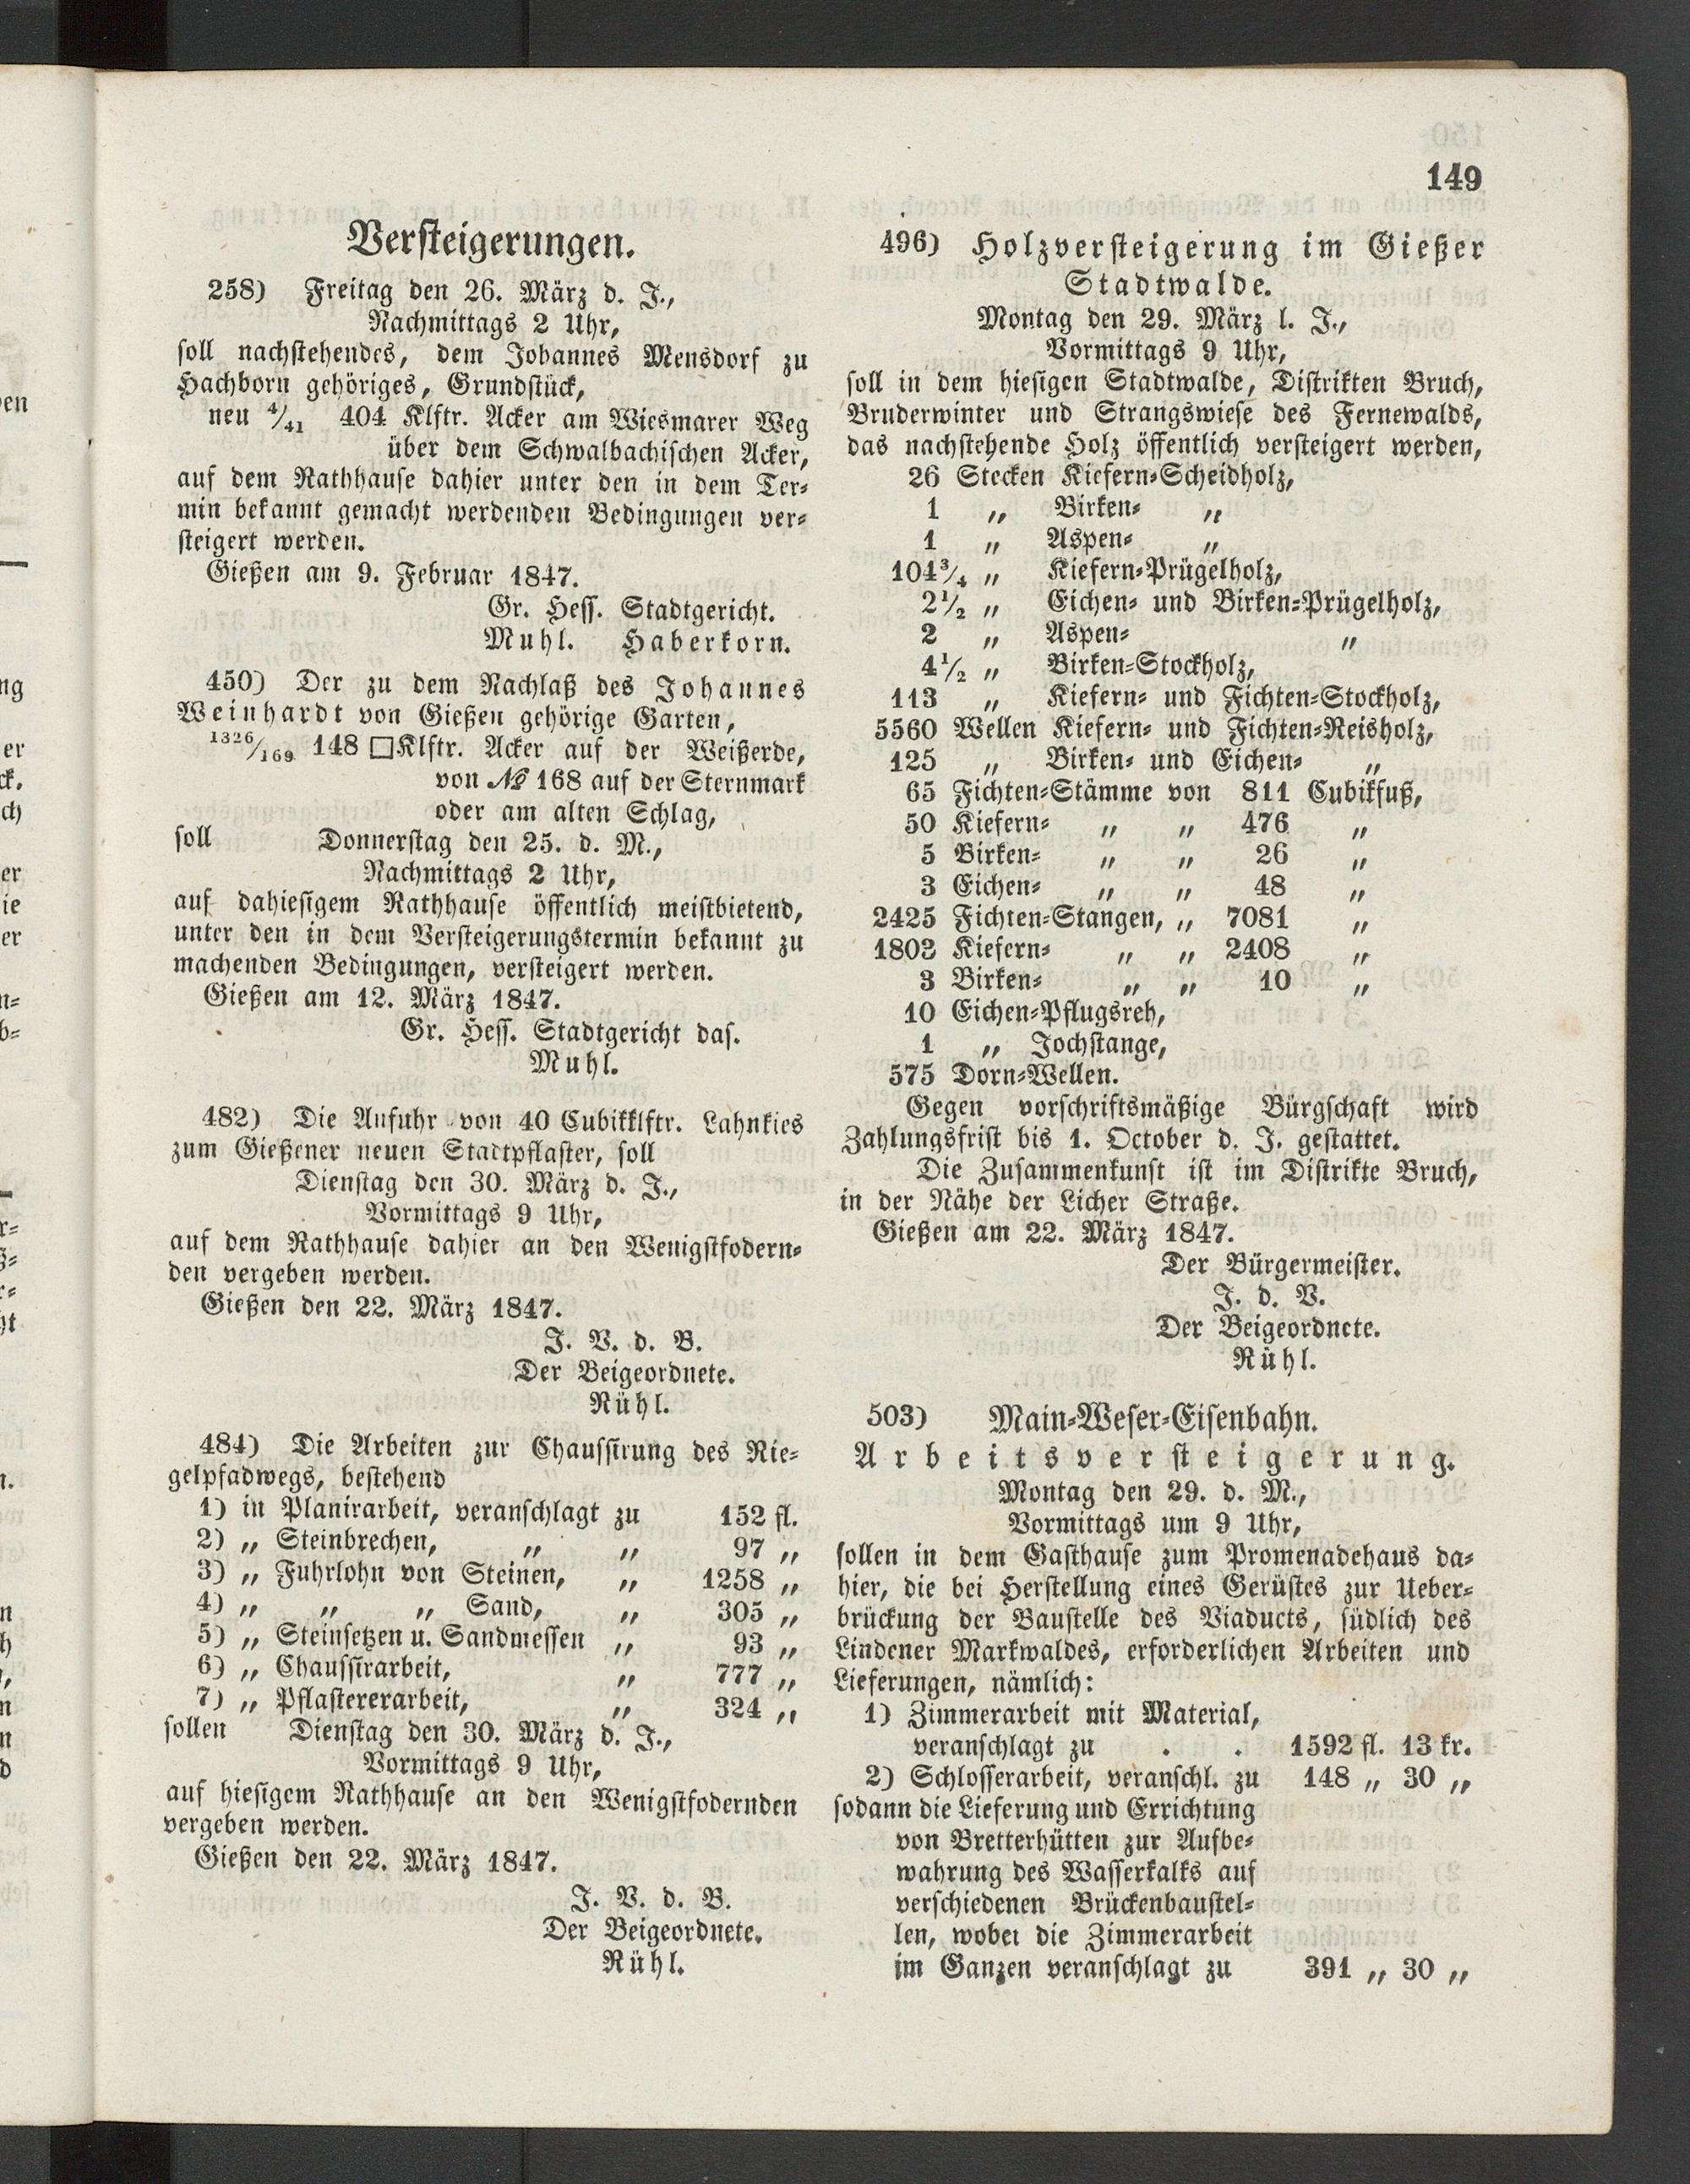 149
Versteigerungen.
258) Freitag den 26. März d. J.,
Nachmittags 2 Uhr,
soll nachstehendes, dem Johannes Mensdorf zu
Hachborn gehöriges, Grundstück,
neu 4/41 404 Klftr. Acker am Wiesmarer Weg
über dem Schwalbachischen Acker,
auf dem Rathhause dahier unter den in dem Ter-
min bekannt gemacht werdenden Bedingungen ver-
steigert werden.
Gießen am 9. Februar 1847.
Gr. Hess. Stadtgericht.
Muhl. Haberkorn.
450) Der zu dem Nachlaß des Johannes
Weinhardt von Gießen gehörige Garten,
1326/169 148 □Klftr. Acker auf der Weißerde,
von № 168 auf der Sternmark
oder am alten Schlag,
soll Donnerstag den 25. d. M.,
Nachmittags 2 Uhr,
auf dahiesigem Rathhause öffentlich meistbietend,
unter den in dem Versteigerungstermin bekannt zu
machenden Bedingungen, versteigert werden.
Gießen am 12. März 1847.
Gr. Hess. Stadtgericht das.
Muhl.
482) Die Anfuhr von 40 Cubikklftr. Lahnkies
zum Gießener neuen Stadtpflaster, soll
Dienstag den 30. März d. J.,
Vormittags 9 Uhr,
auf dem Rathhause dahier an den Wenigstfodern-
den vergeben werden.
Gießen den 22. März 1847.
J. V. d. B.
Der Beigeordnete.
Rühl.
484) Die Arbeiten zur Chaussirung des Rie-
gelpfadwegs, bestehend
1) in Planirarbeit, veranschlagt zu 152 fl.
2) „ Steinbrechen, „ „ 97 „
3) „ Fuhrlohn von Steinen, „ 1258 „
4) „ „ „ Sand, „ 305 „
5) „ Steinsetzen u. Sandmessen „ 93 „
6) „ Chaussirarbeit, „ 777 „
7) „ Pflastererarbeit, „ 324 „
sollen Dienstag den 30. März d. J.,
Vormittags 9 Uhr,
auf hiesigem Rathhause an den Wenigstfodernden
vergeben werden.
Gießen den 22. März 1847.
J. V. d. B.
Der Beigeordnete.
Rühl.
496) Holzversteigerung im Gießer
Stadtwalde.
Montag den 29. März l. J.,
Vormittags 9 Uhr,
soll in dem hiesigen Stadtwalde, Distrikten Bruch,
Bruderwinter und Strangswiese des Fernewalds,
das nachstehende Holz öffentlich versteigert werden,
26 Stecken Kiefern-Scheidholz,
1 „ Birken- „
1 „ Aspen- „
104 3/4 „ Kiefern-Prügelholz,
2 1/2 „ Eichen- und Birken-Prügelholz,
2 „ Aspen- „
4 1/2 „ Birken-Stockholz,
113 „ Kiefern- und Fichten-Stockholz,
5560 Wellen Kiefern- und Fichten-Reisholz,
125 „ Birken- und Eichen- „
65 Fichten-Stämme von 811 Cubikfuß,
50 Kiefern- „ „ 476 „
5 Birken- „ „ 26 „
3 Eichen- „ „ 48 „
2425 Fichten-Stangen, „ 7081 „
1803 Kiefern- „ „ 2408 „
3 Birken- „ „ 10 „
10 Eichen-Pflugsreh,
1 „ Jochstange,
575 Dorn-Wellen.
Gegen vorschriftsmäßige Bürgschaft wird
Zahlungsfrist bis 1. October d. J. gestattet.
Die Zusammenkunft ist im Distrikte Bruch,
in der Nähe der Licher Straße.
Gießen am 22. März 1847.
Der Bürgermeister.
J. d. V.
Der Beigeordnete.
Rühl.
503) Main-Weser-Eisenbahn.
Arbeitsversteigerung.
Montag den 29. d. M.,
Vormittags um 9 Uhr,
sollen in dem Gasthause zum Promenadehaus da-
hier, die bei Herstellung eines Gerüstes zur Ueber-
brückung der Baustelle des Viaducts, südlich des
Lindener Markwaldes, erforderlichen Arbeiten und
Lieferungen, nämlich:
1) Zimmerarbeit mit Material,
veranschlagt zu . . 1592 fl. 13 kr.
2) Schlosserarbeit, veranschl. zu 148 „ 30 „
sodann die Lieferung und Errichtung
von Bretterhütten zur Aufbe-
wahrung des Wasserkalks auf
verschiedenen Brückenbaustel-
len, wobei die Zimmerarbeit
im Ganzen veranschlagt zu 391 „ 30 „